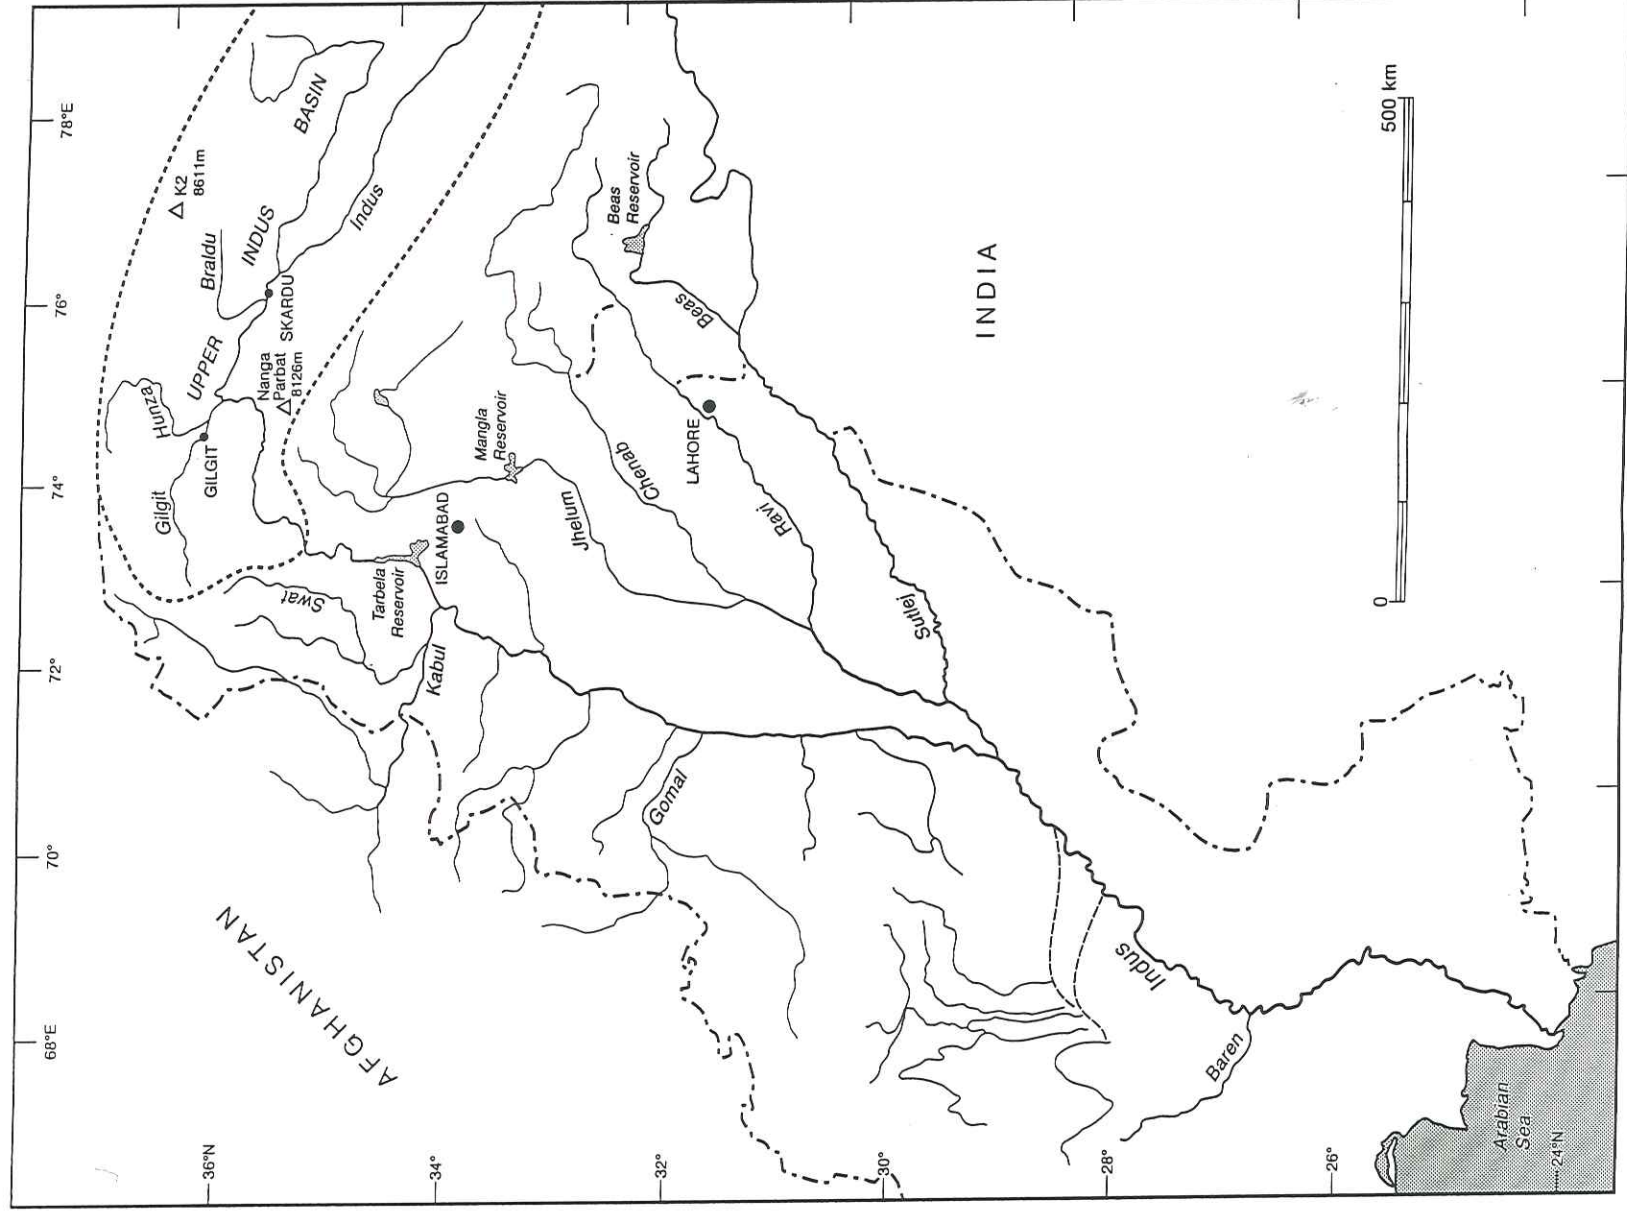 78°E
76°
74°
72°
70°
68°E
36°N
34°
32°
30°
28°
26°
24°N
K2
8611m
UPPER
INDUS
BASIN
Braldu
Indus
SKARDU
Hunza
Gilgit
GILGIT
Nanga
Parbat
8126m
Swat
Tarbela
Reservoir
ISLAMABAD
Kabul
Mangla
Reservoir
Jhelum
Chenab
Ravi
LAHORE
Beas
Reservoir
Beas
Sutlej
Gomal
Indus
Baren
AFGHANISTAN
INDIA
Arabian
Sea
0
500 km